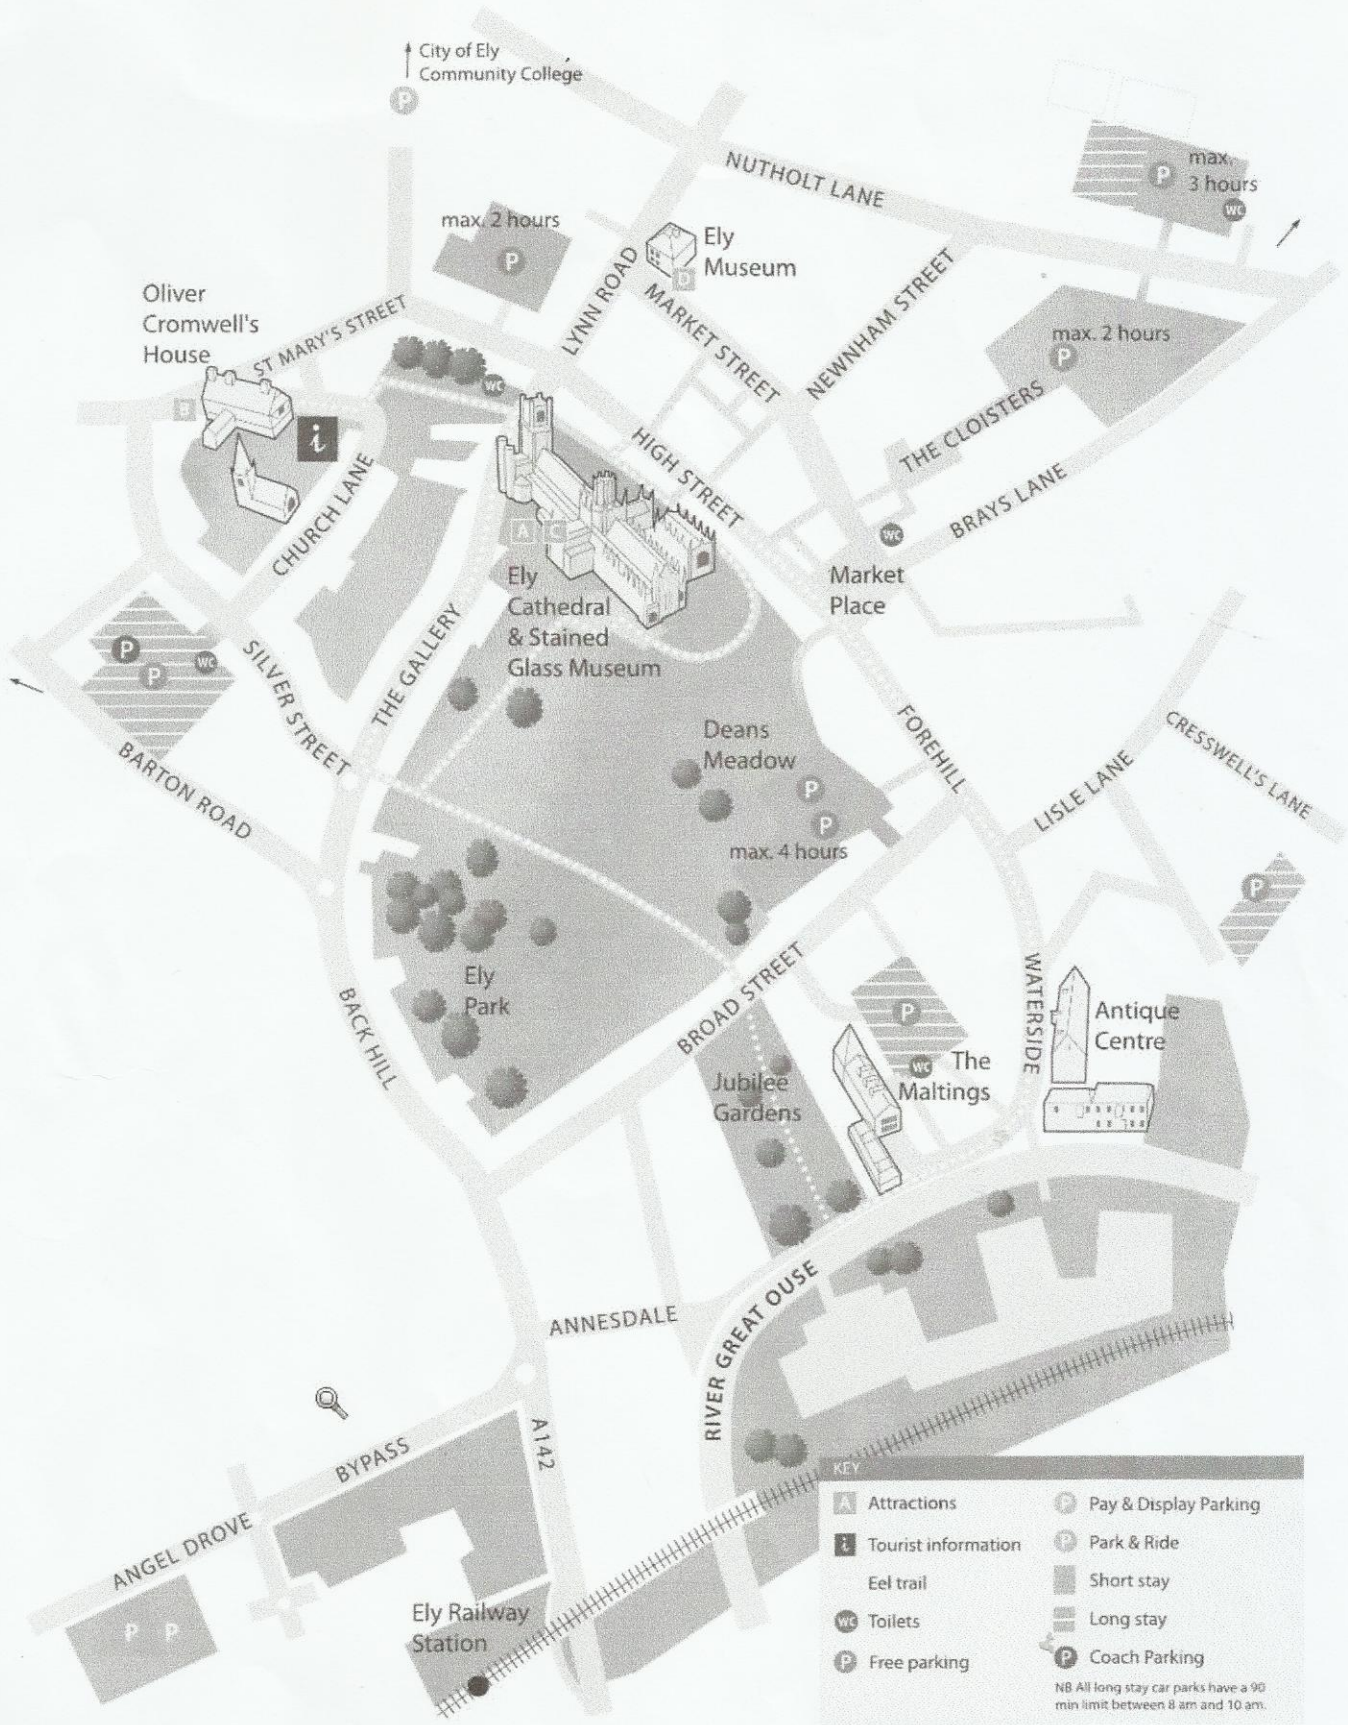 City of Ely
Community College
P
NUTHOLT LANE
max.
3 hours
P
WC
max. 2 hours
P
Ely
Museum
D
LYNN ROAD
MARKET STREET
NEWNHAM STREET
Oliver
Cromwell's
House
ST MARY'S STREET
max. 2 hours
P
WC
B
i
THE CLOISTERS
HIGH STREET
BRAYS LANE
CHURCH LANE
A C
WC
Ely
Cathedral
& Stained
Glass Museum
Market
Place
P
P
WC
SILVER STREET
THE GALLERY
BARTON ROAD
Deans
Meadow
P
P
max. 4 hours
FOREHILL
LISLE LANE
CRESSWELL'S LANE
P
Ely
Park
BACK HILL
BROAD STREET
WATERSIDE
P
WC
The
Maltings
Antique
Centre
Jubilee
Gardens
ANNESDALE
RIVER GREAT OUSE
A142
BYPASS
ANGEL DROVE
P P
Ely Railway
Station
KEY
A Attractions
i Tourist information
Eel trail
WC Toilets
P Free parking
P Pay & Display Parking
P Park & Ride
Short stay
Long stay
P Coach Parking
NB All long stay car parks have a 90
min limit between 8 am and 10 am.